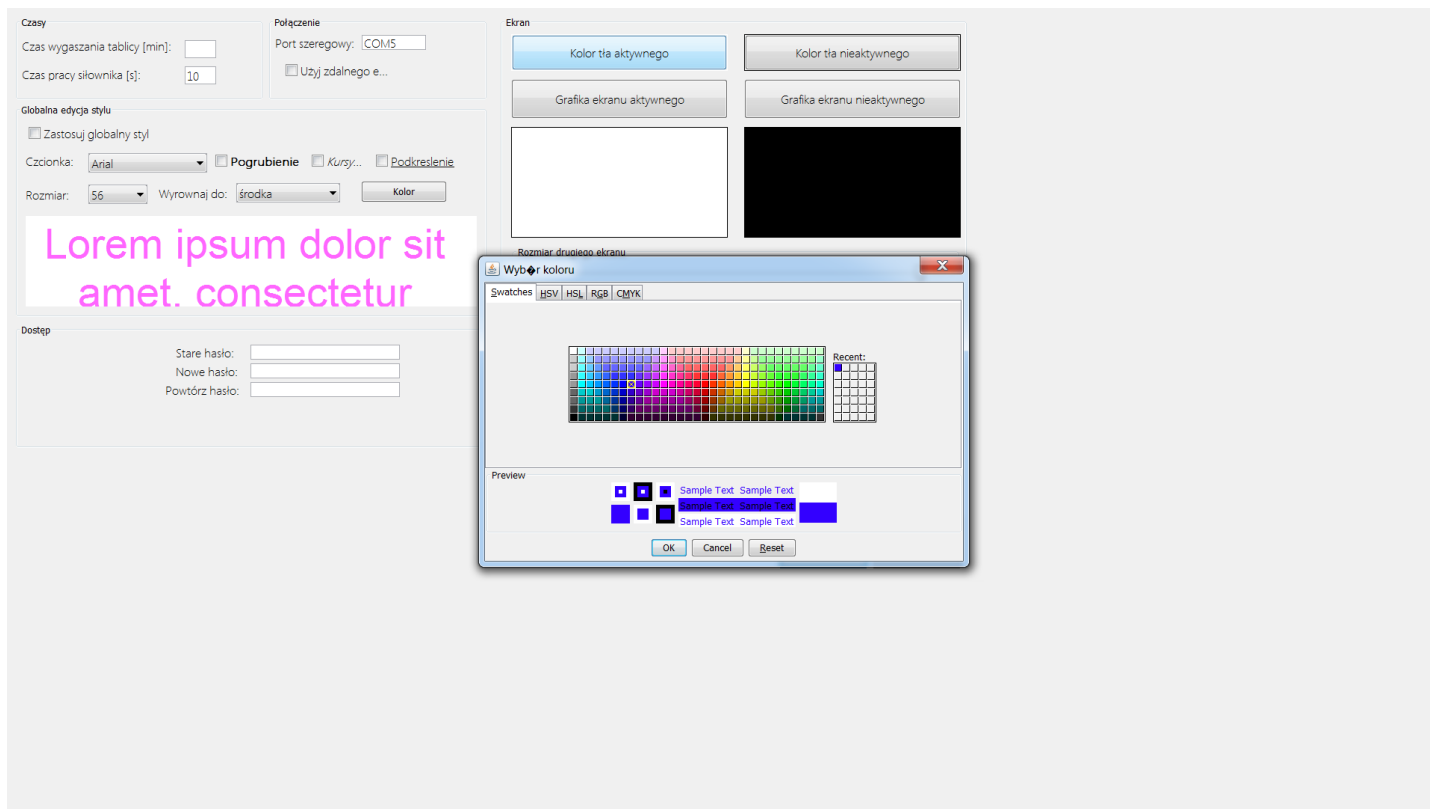 Czasy
Czas wygaszania tablicy [min]:
Czas pracy siłownika [s]: 10
Połączenie
Port szeregowy: COM5
Użyj zdalnego e...
Ekran
Kolor tła aktywnego
Kolor tła nieaktywnego
Grafika ekranu aktywnego
Grafika ekranu nieaktywnego
Rozmiar drugiego ekranu
Globalna edycja stylu
Zastosuj globalny styl
Czcionka: Arial Pogrubienie Kursy... Podkreslenie
Rozmiar: 56 Wyrownaj do: środka Kolor
Lorem ipsum dolor sit
amet. consectetur
Dostęp
Stare hasło:
Nowe hasło:
Powtórz hasło:
Wyb�r koloru
Swatches HSV HSL RGB CMYK
Recent:
Preview
Sample Text Sample Text
Sample Text Sample Text
Sample Text Sample Text
OK Cancel Reset